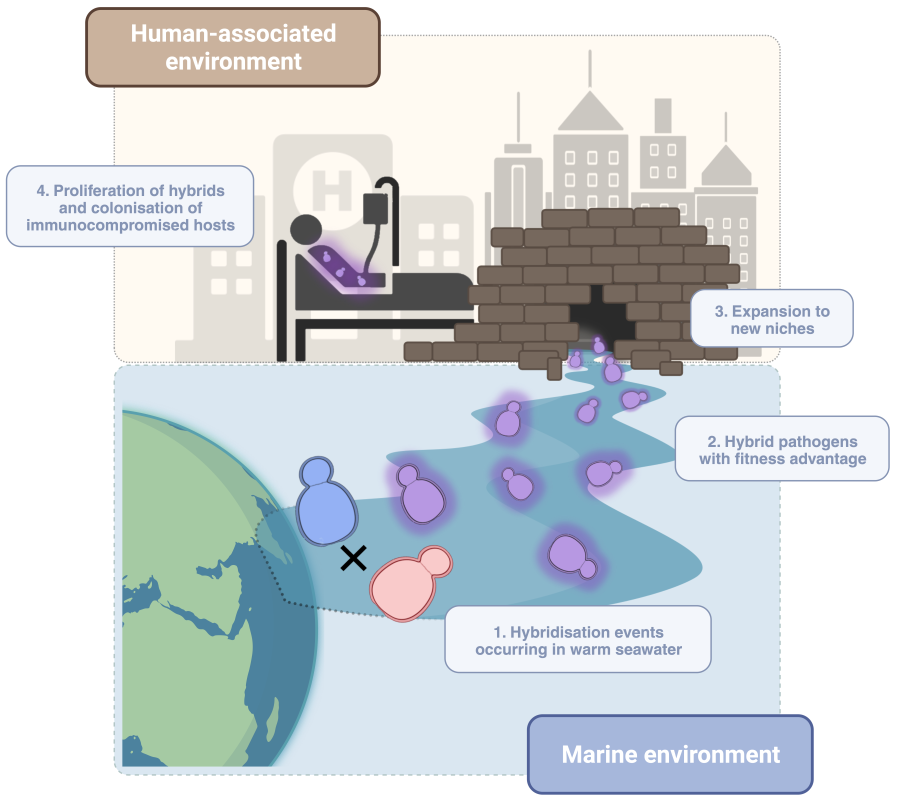 Human-associated
environment
H
4. Proliferation of hybrids
and colonisation of
immunocompromised hosts
3. Expansion to
new niches
2. Hybrid pathogens
with fitness advantage
1. Hybridisation events
occurring in warm seawater
Marine environment